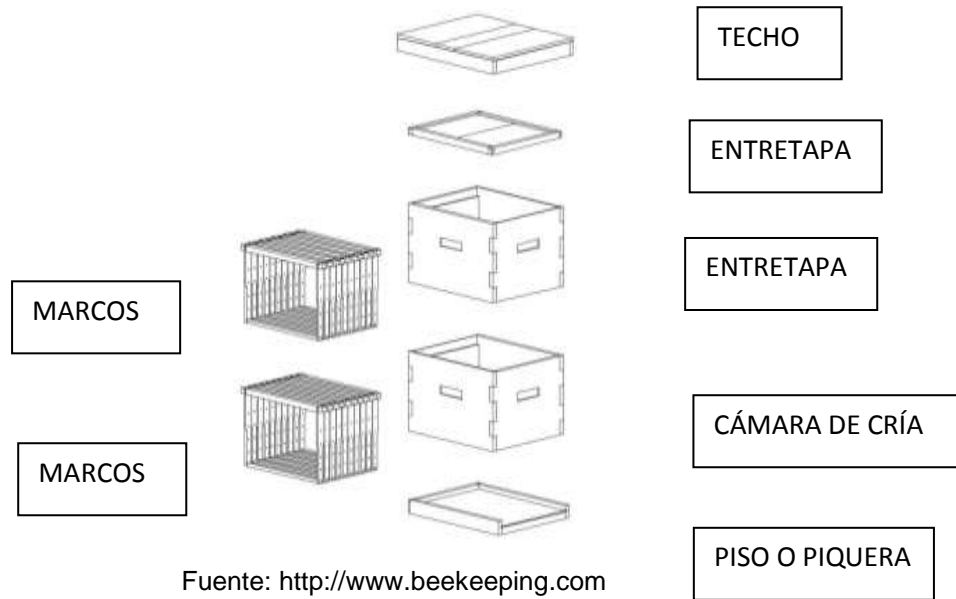 TECHO
ENTRETAPA
ENTRETAPA
MARCOS
CÁMARA DE CRÍA
MARCOS
PISO O PIQUERA
Fuente: http://www.beekeeping.com